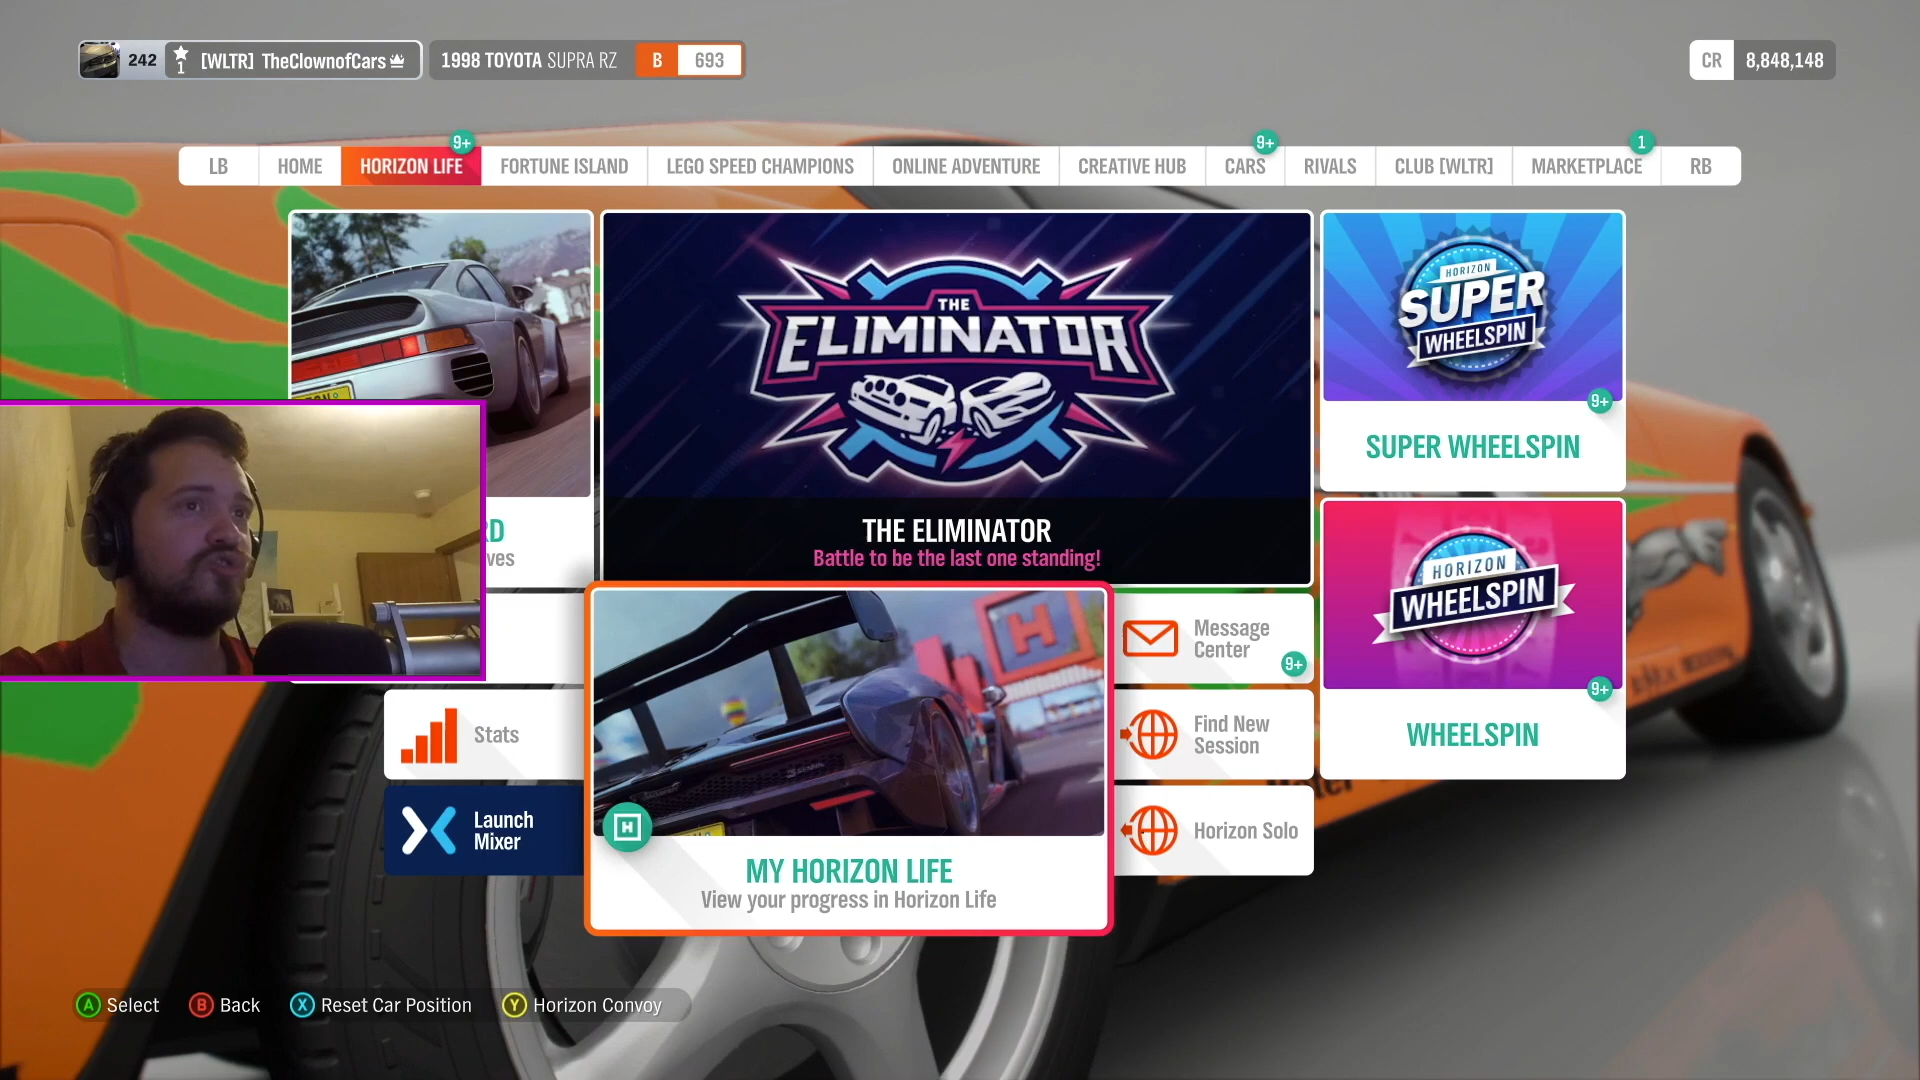 242 1 [WLTR] TheClownofCars 1998 TOYOTA SUPRA RZ B 693 CR 8,848,148
9+ 9+ 1
LB HOME HORIZON LIFE FORTUNE ISLAND LEGO SPEED CHAMPIONS ONLINE ADVENTURE CREATIVE HUB CARS RIVALS CLUB [WLTR] MARKETPLACE RB
THE
ELIMINATOR
THE ELIMINATOR
Battle to be the last one standing!
HORIZON
SUPER
WHEELSPIN
9+
SUPER WHEELSPIN
HORIZON
WHEELSPIN
9+
WHEELSPIN
RD
ves
Message
Center
9+
Stats
Find New
Session
Launch
Mixer
Horizon Solo
H
H
MY HORIZON LIFE
View your progress in Horizon Life
A Select B Back X Reset Car Position Y Horizon Convoy